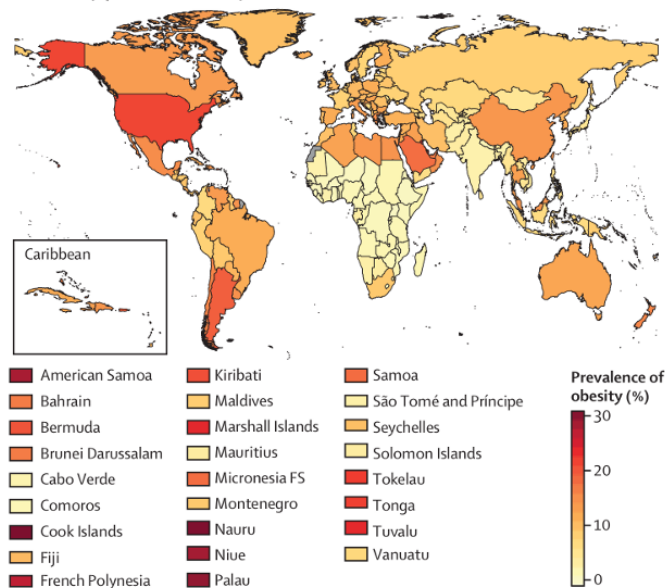 Caribbean
American Samoa
Bahrain
Bermuda
Brunei Darussalam
Cabo Verde
Comoros
Cook Islands
Fiji
French Polynesia
Kiribati
Maldives
Marshall Islands
Mauritius
Micronesia FS
Montenegro
Nauru
Niue
Palau
Samoa
São Tomé and Príncipe
Seychelles
Solomon Islands
Tokelau
Tonga
Tuvalu
Vanuatu
Prevalence of
obesity (%)
30
20
10
0